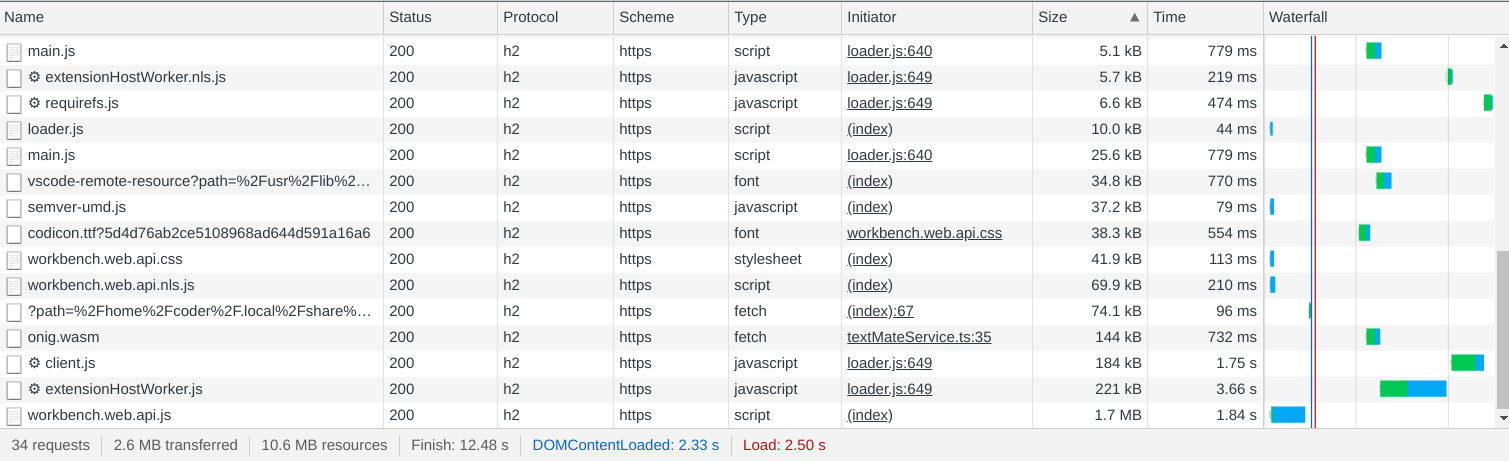 Name Status Protocol Scheme Type Initiator Size ▲ Time Waterfall
main.js 200 h2 https script loader.js:640 5.1 kB 779 ms
⚙ extensionHostWorker.nls.js 200 h2 https javascript loader.js:649 5.7 kB 219 ms
⚙ requirefs.js 200 h2 https javascript loader.js:649 6.6 kB 474 ms
loader.js 200 h2 https script (index) 10.0 kB 44 ms
main.js 200 h2 https script loader.js:640 25.6 kB 779 ms
vscode-remote-resource?path=%2Fusr%2Flib%2... 200 h2 https font (index) 34.8 kB 770 ms
semver-umd.js 200 h2 https javascript (index) 37.2 kB 79 ms
codicon.ttf?5d4d76ab2ce5108968ad644d591a16a6 200 h2 https font workbench.web.api.css 38.3 kB 554 ms
workbench.web.api.css 200 h2 https stylesheet (index) 41.9 kB 113 ms
workbench.web.api.nls.js 200 h2 https script (index) 69.9 kB 210 ms
?path=%2Fhome%2Fcoder%2F.local%2Fshare%... 200 h2 https fetch (index):67 74.1 kB 96 ms
onig.wasm 200 h2 https fetch textMateService.ts:35 144 kB 732 ms
⚙ client.js 200 h2 https javascript loader.js:649 184 kB 1.75 s
⚙ extensionHostWorker.js 200 h2 https javascript loader.js:649 221 kB 3.66 s
workbench.web.api.js 200 h2 https script (index) 1.7 MB 1.84 s
34 requests 2.6 MB transferred 10.6 MB resources Finish: 12.48 s DOMContentLoaded: 2.33 s Load: 2.50 s